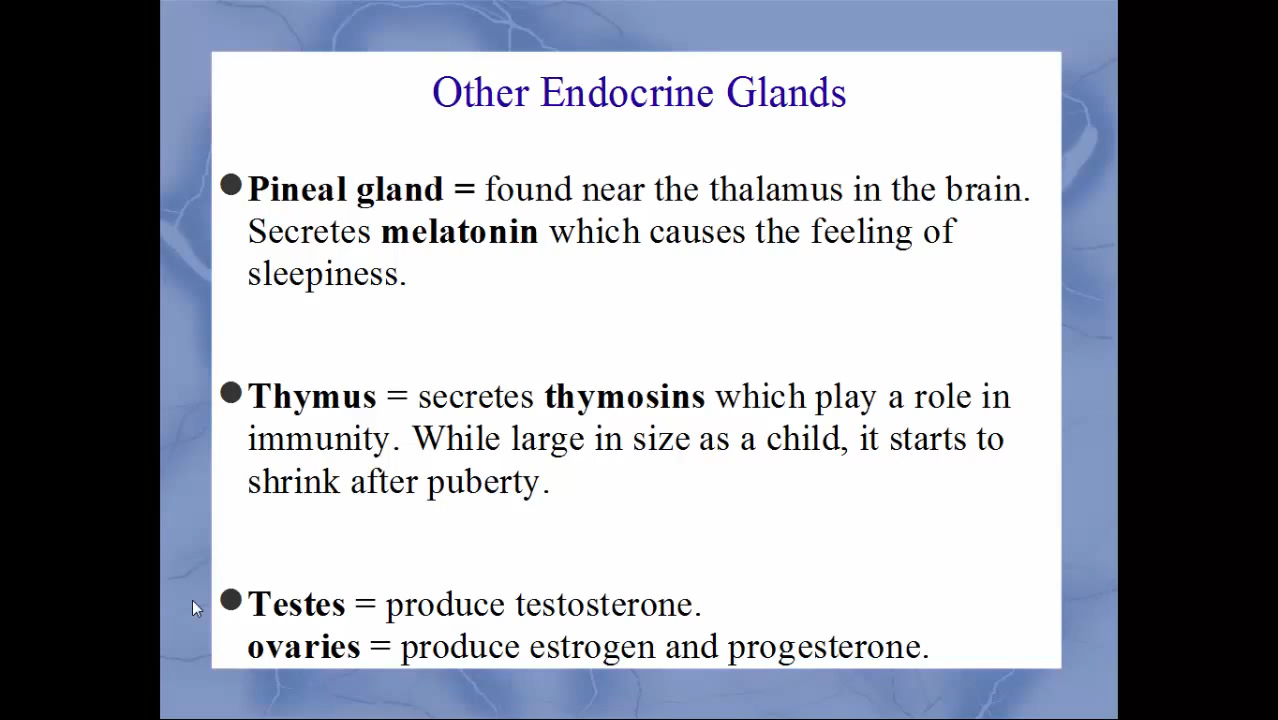 Other Endocrine Glands
Pineal gland = found near the thalamus in the brain.
Secretes melatonin which causes the feeling of
sleepiness.
Thymus = secretes thymosins which play a role in
immunity. While large in size as a child, it starts to
shrink after puberty.
Testes = produce testosterone.
ovaries = produce estrogen and progesterone.